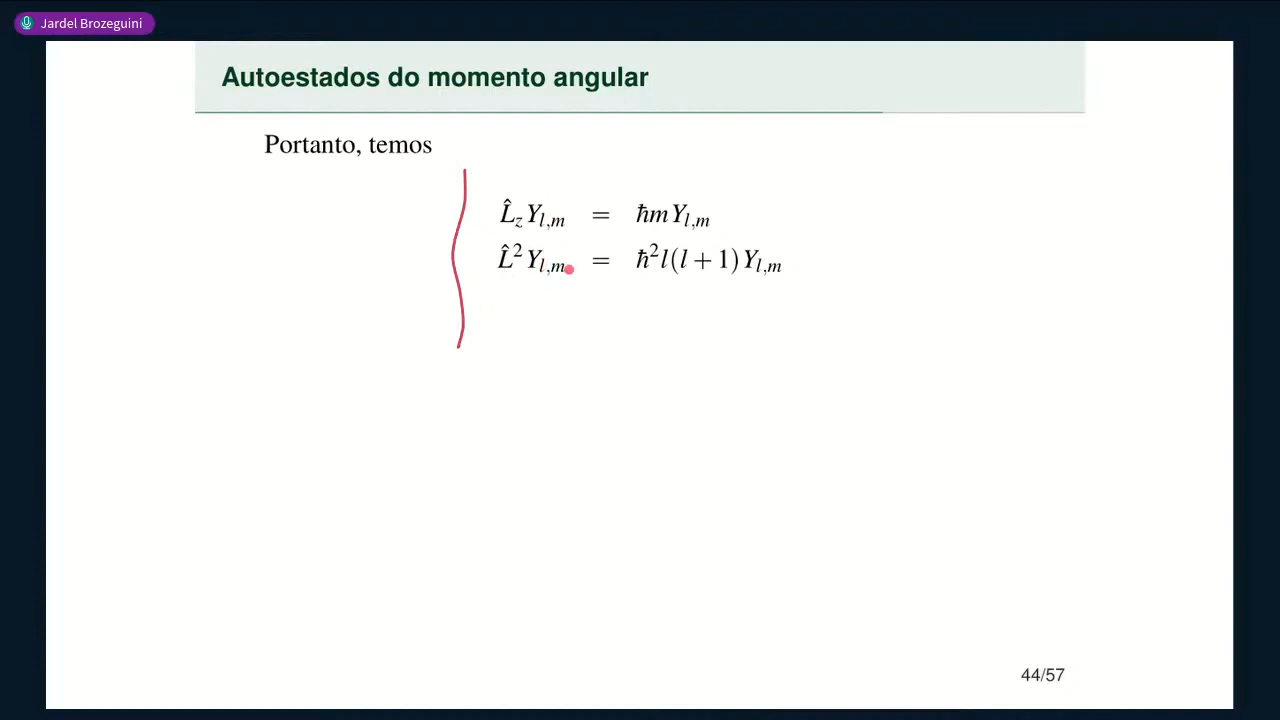 Jardel Brozeguini
Autoestados do momento angular
Portanto, temos
L̂_z Y_{l,m} = ħm Y_{l,m}
L̂² Y_{l,m} = ħ² l(l + 1) Y_{l,m}
44/57